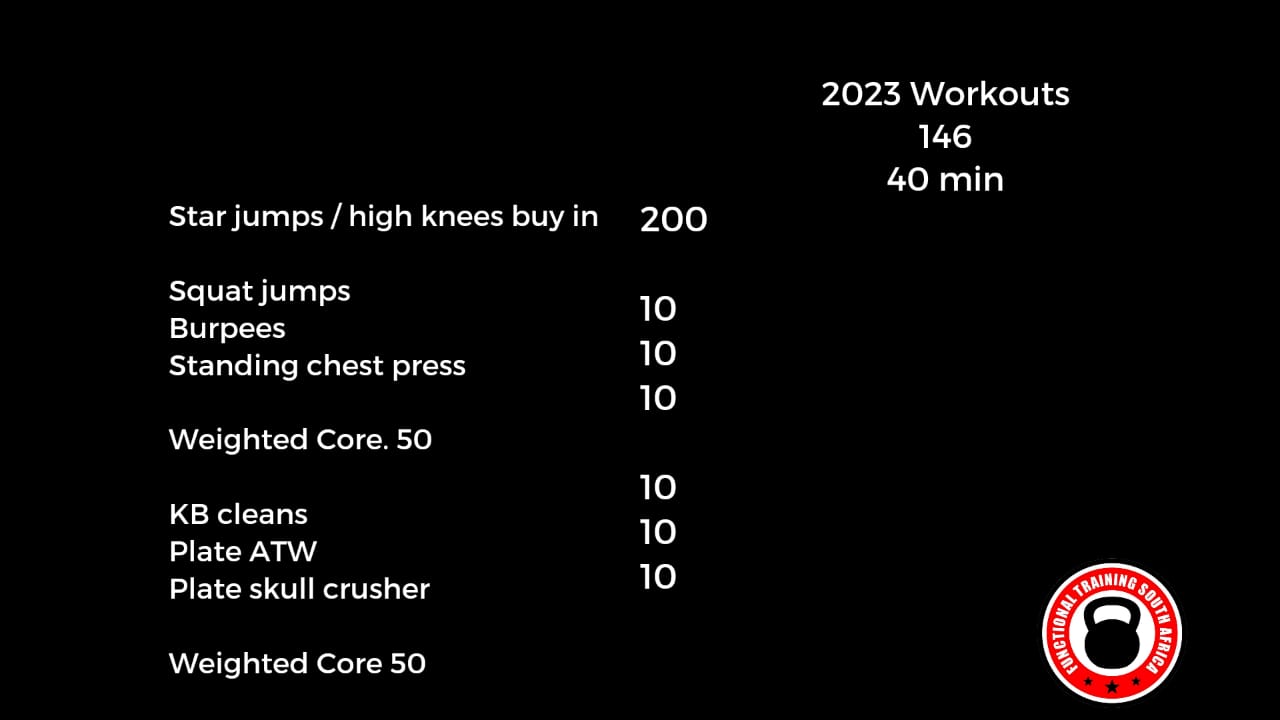 2023 Workouts
146
40 min
Star jumps / high knees buy in 200
Squat jumps 10
Burpees 10
Standing chest press 10
Weighted Core. 50
KB cleans 10
Plate ATW 10
Plate skull crusher 10
Weighted Core 50
FUNCTIONAL TRAINING SOUTH AFRICA